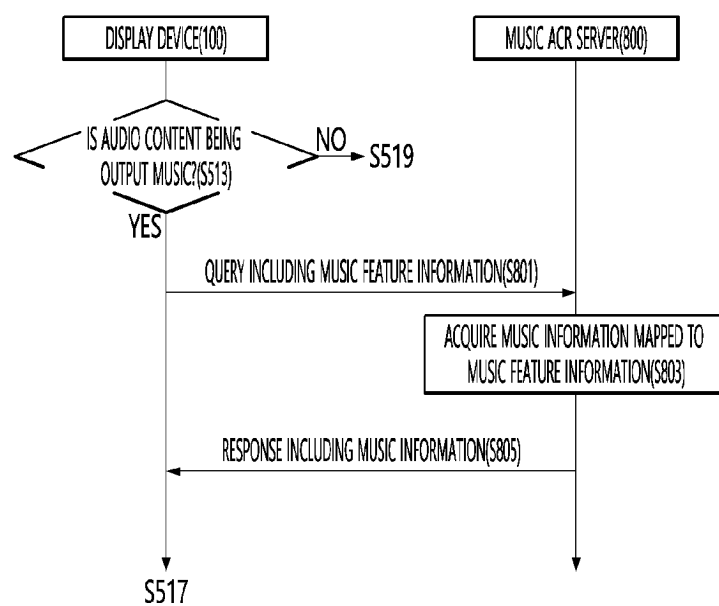 DISPLAY DEVICE(100)
MUSIC ACR SERVER(800)
IS AUDIO CONTENT BEING
OUTPUT MUSIC?(S513)
NO
S519
YES
QUERY INCLUDING MUSIC FEATURE INFORMATION(S801)
ACQUIRE MUSIC INFORMATION MAPPED TO
MUSIC FEATURE INFORMATION(S803)
RESPONSE INCLUDING MUSIC INFORMATION(S805)
S517